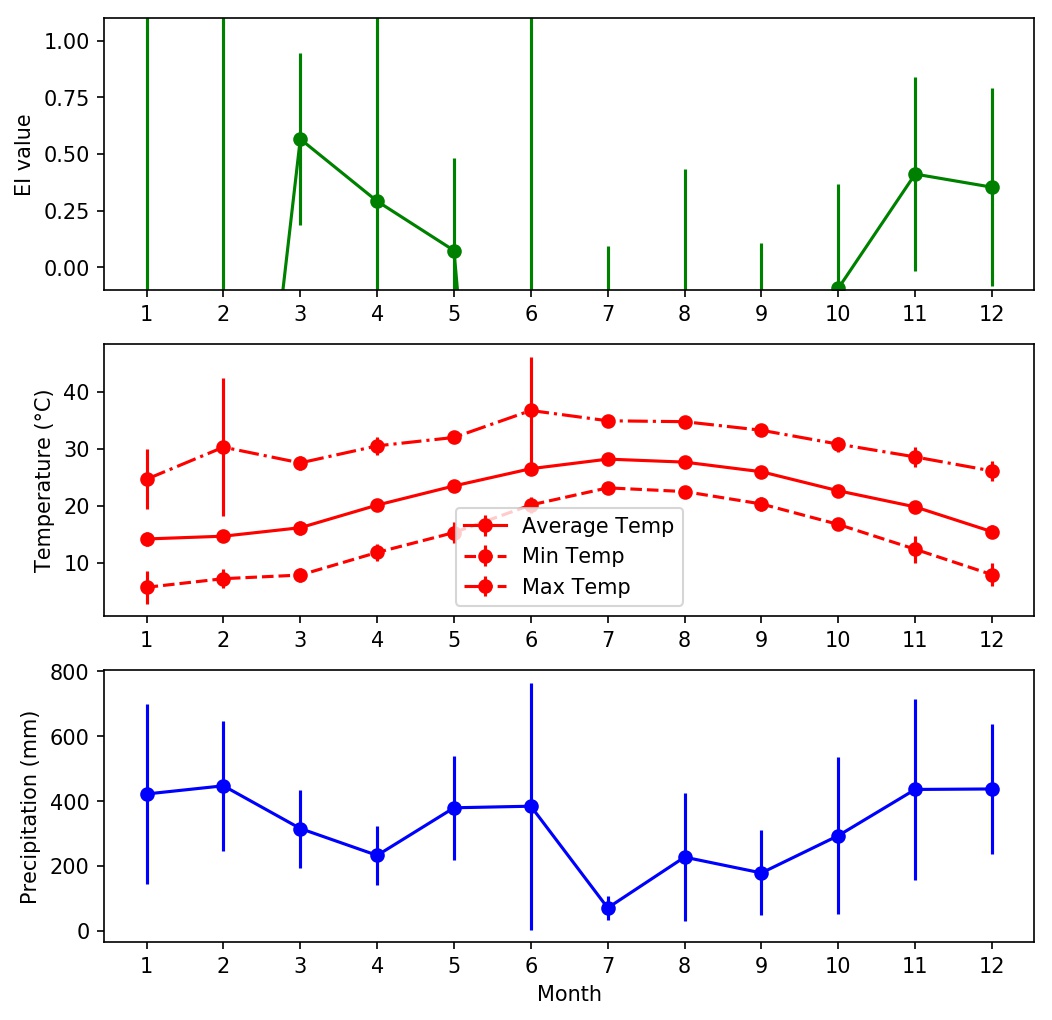 EI value
1.00
0.75
0.50
0.25
0.00
1 2 3 4 5 6 7 8 9 10 11 12
Temperature (°C)
40
30
20
10
Average Temp
Min Temp
Max Temp
1 2 3 4 5 6 7 8 9 10 11 12
Precipitation (mm)
800
600
400
200
0
1 2 3 4 5 6 7 8 9 10 11 12
Month